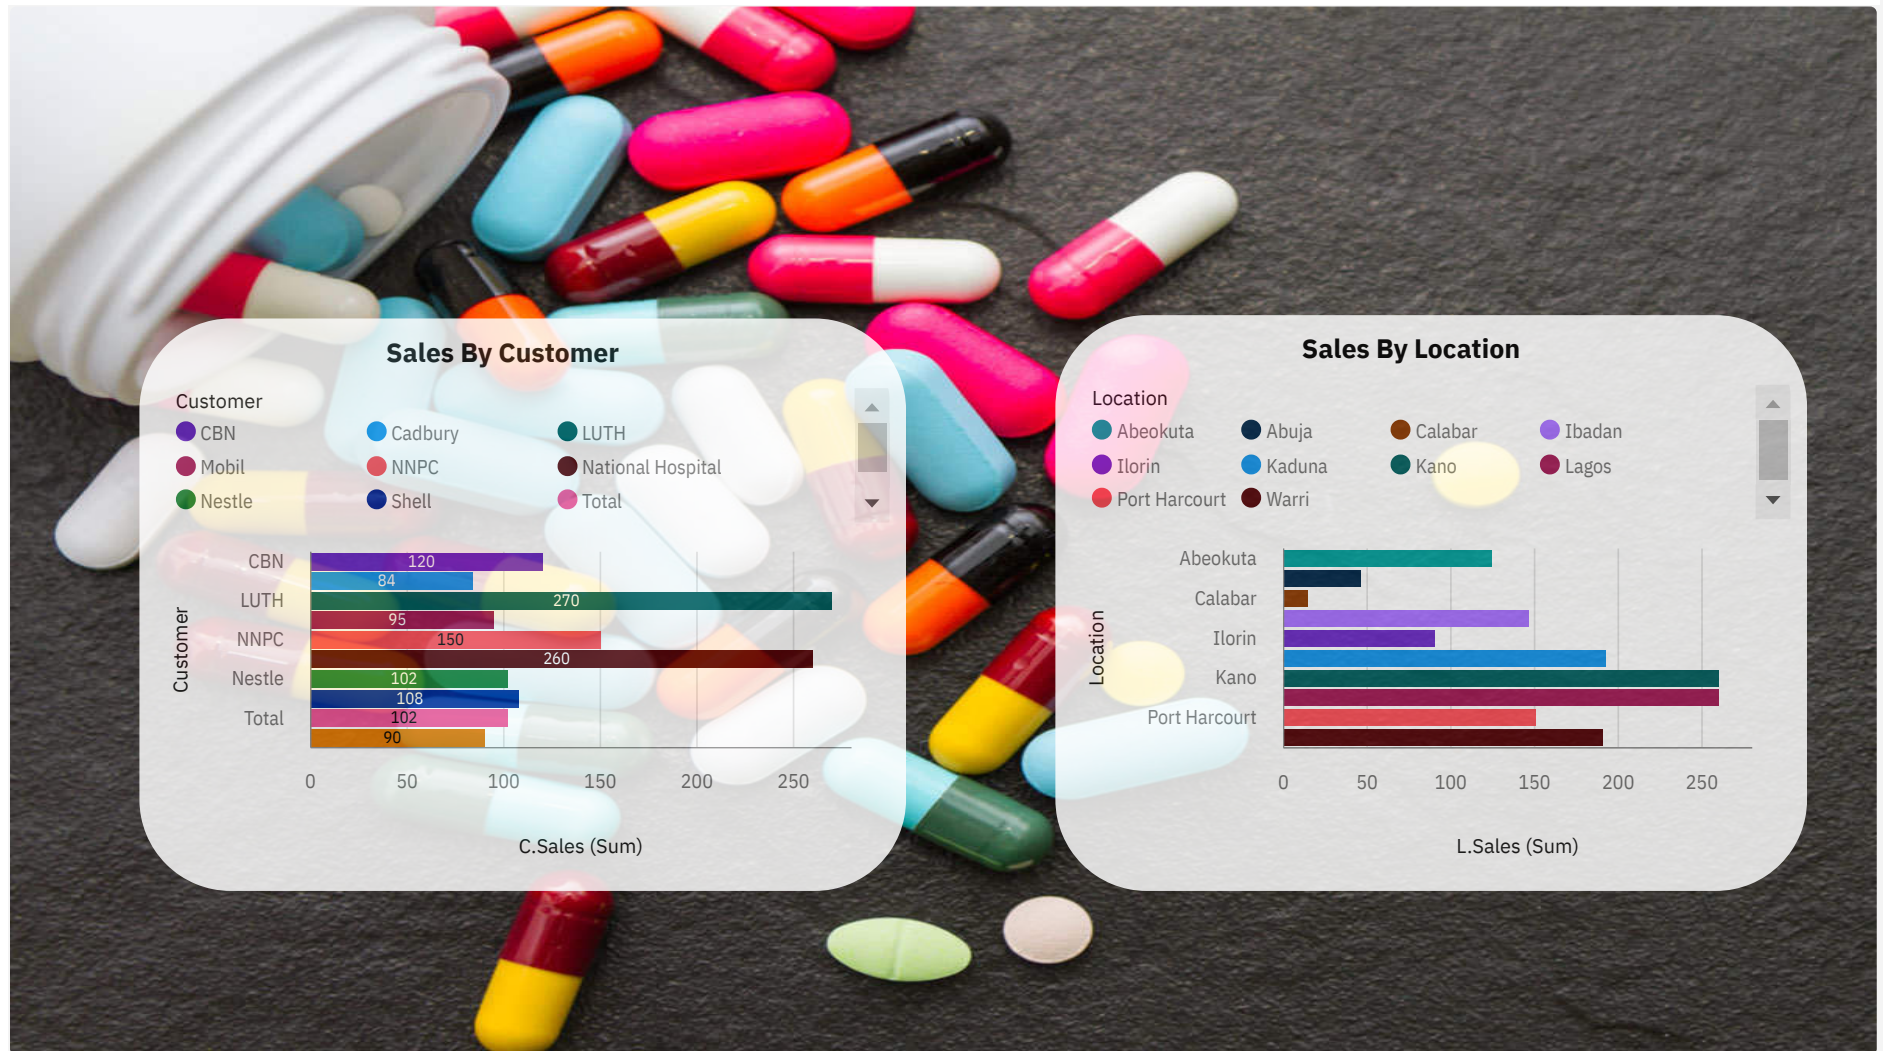 Sales By Customer
Customer
CBN Cadbury LUTH
Mobil NNPC National Hospital
Nestle Shell Total
Customer
CBN 120
84
LUTH 270
95
NNPC 150
260
Nestle 102
108
Total 102
90
0 50 100 150 200 250
C.Sales (Sum)
Sales By Location
Location
Abeokuta Abuja Calabar Ibadan
Ilorin Kaduna Kano Lagos
Port Harcourt Warri
Location
Abeokuta
Calabar
Ilorin
Kano
Port Harcourt
0 50 100 150 200 250
L.Sales (Sum)